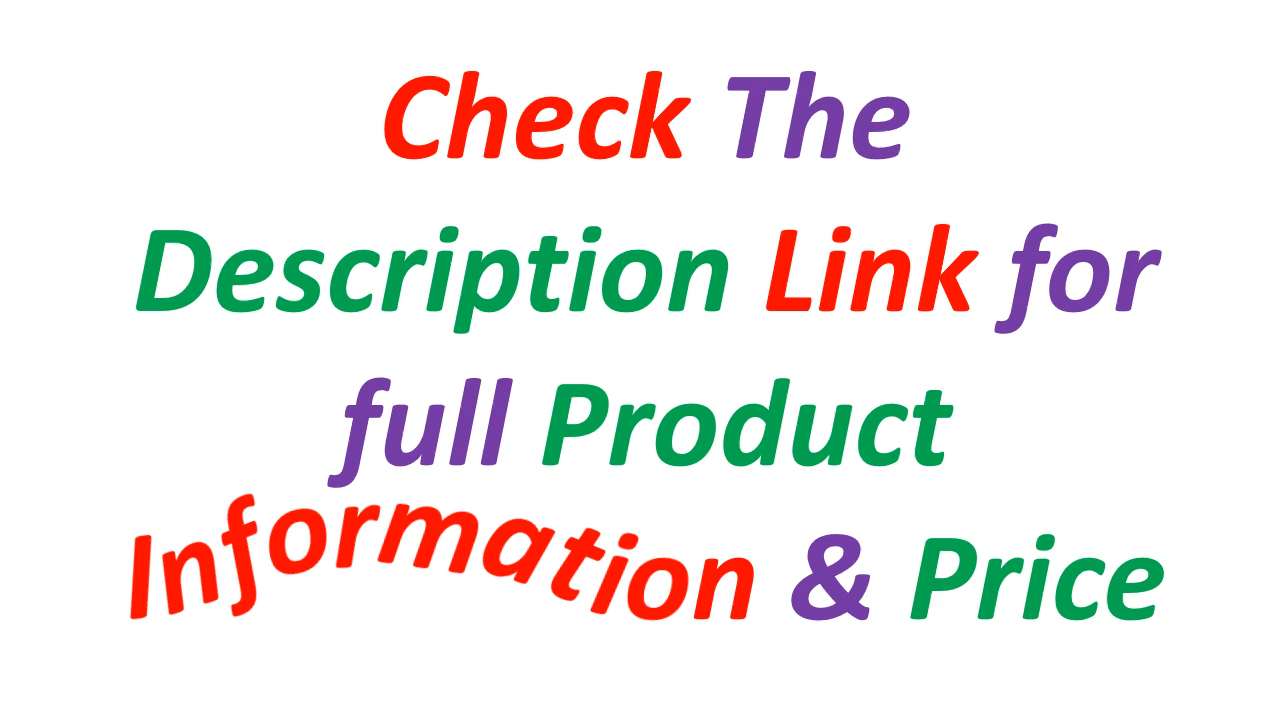 Check The
Description Link for
full Product
Information & Price